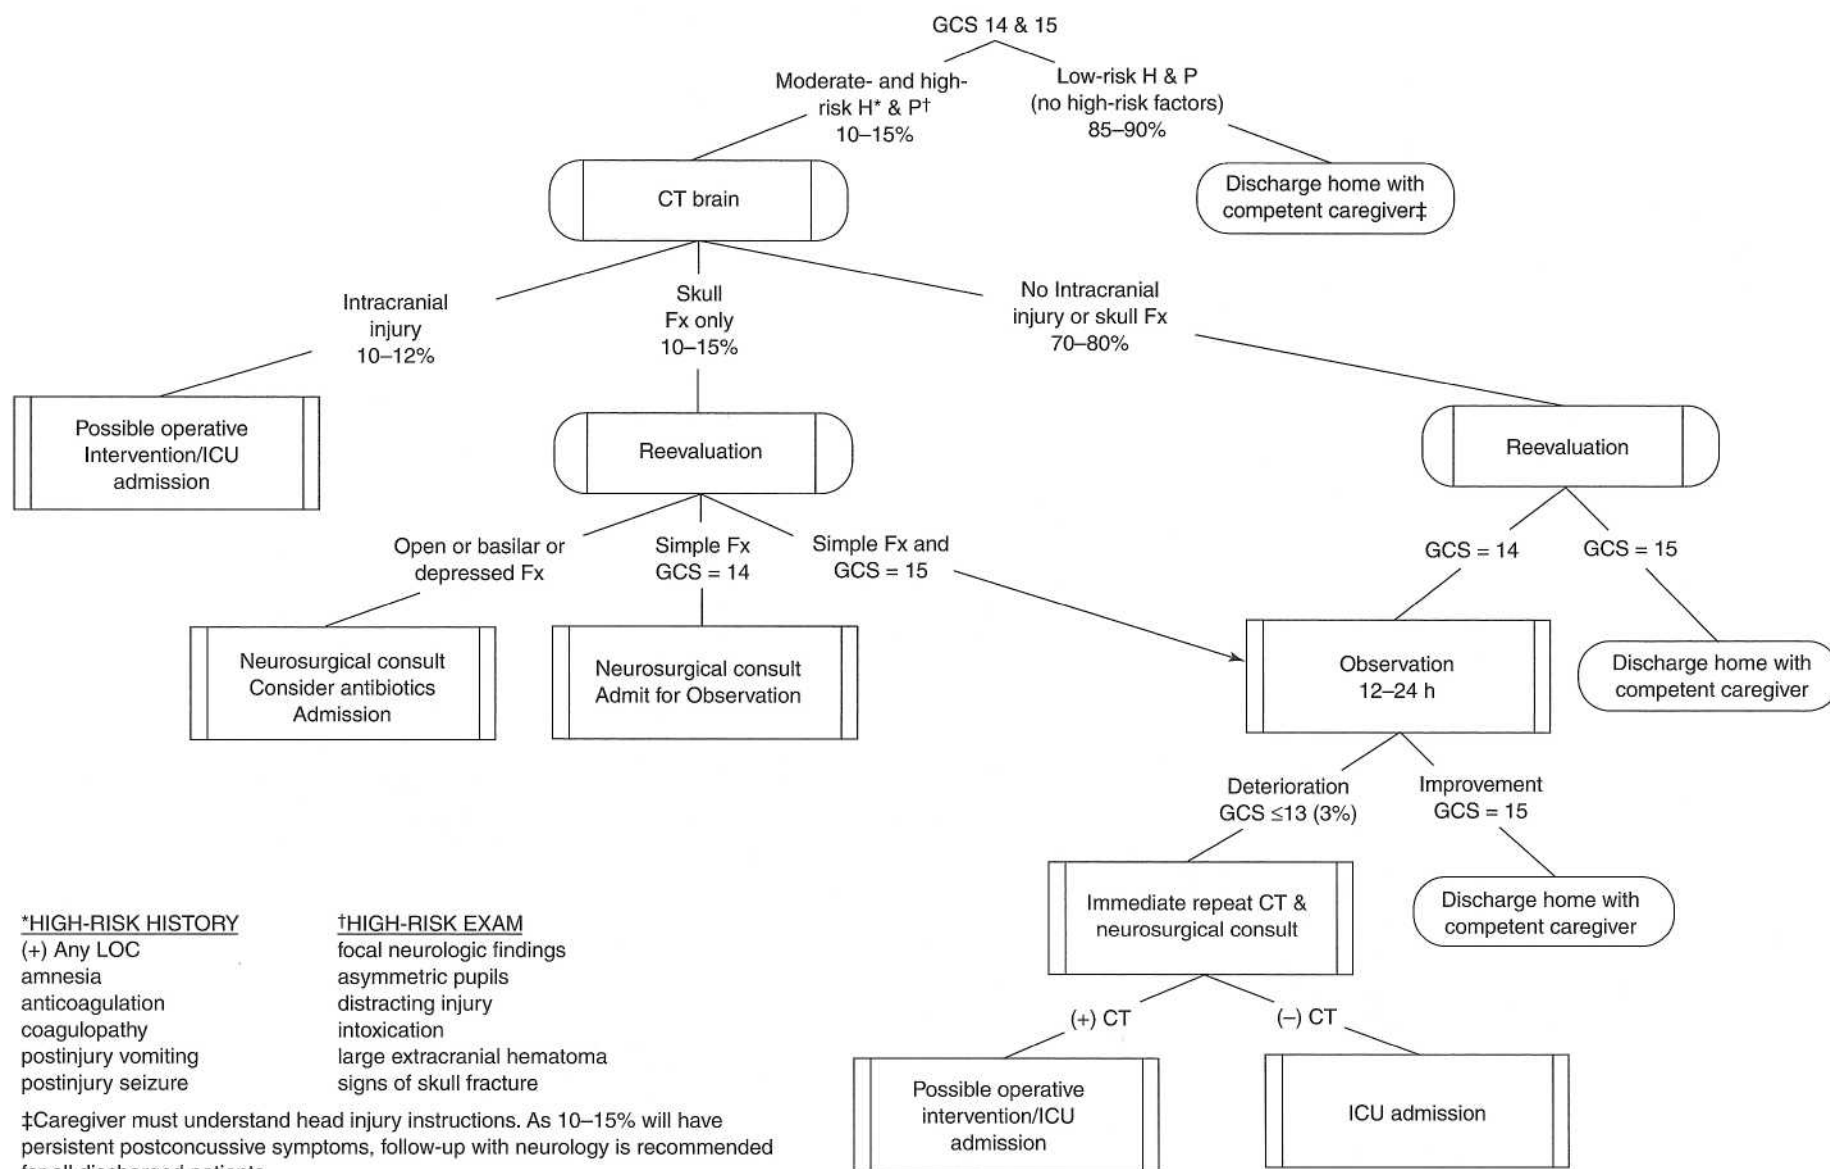 GCS 14 & 15
Moderate- and high-
risk H* & P†
10–15%
Low-risk H & P
(no high-risk factors)
85–90%
CT brain
Discharge home with
competent caregiver‡
Intracranial
injury
10–12%
Skull
Fx only
10–15%
No Intracranial
injury or skull Fx
70–80%
Possible operative
Intervention/ICU
admission
Reevaluation
Reevaluation
Open or basilar or
depressed Fx
Simple Fx
GCS = 14
Simple Fx and
GCS = 15
GCS = 14
GCS = 15
Neurosurgical consult
Consider antibiotics
Admission
Neurosurgical consult
Admit for Observation
Observation
12–24 h
Discharge home with
competent caregiver
Deterioration
GCS ≤13 (3%)
Improvement
GCS = 15
Immediate repeat CT &
neurosurgical consult
Discharge home with
competent caregiver
(+) CT
(–) CT
Possible operative
intervention/ICU
admission
ICU admission
*HIGH-RISK HISTORY
(+) Any LOC
amnesia
anticoagulation
coagulopathy
postinjury vomiting
postinjury seizure
†HIGH-RISK EXAM
focal neurologic findings
asymmetric pupils
distracting injury
intoxication
large extracranial hematoma
signs of skull fracture
‡Caregiver must understand head injury instructions. As 10–15% will have
persistent postconcussive symptoms, follow-up with neurology is recommended
for all discharged patients